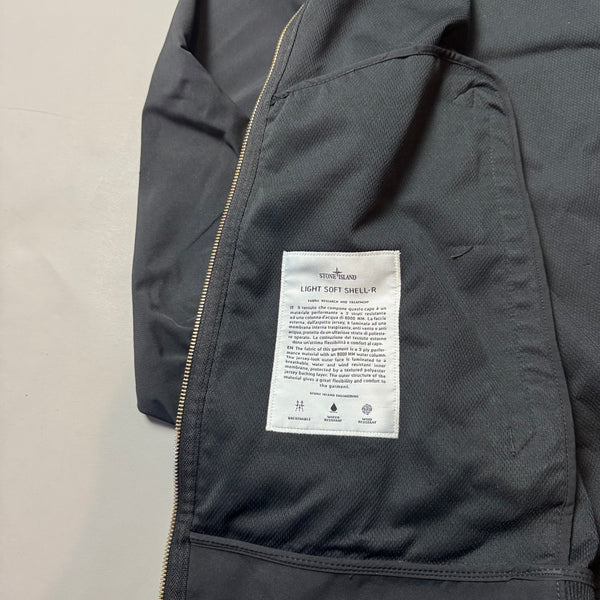 STONE ISLAND
LIGHT SOFT SHELL-R
FABRIC RESEARCH AND TREATMENT
IT Il tessuto che compone questo capo è un
materiale performante a 3 strati resistente
ad una colonna d'acqua di 8000 MM. La faccia
esterna, dall'aspetto jersey, è laminata ad una
membrana interna traspirante, anti vento e anti
acqua, protetta da un ulteriore strato di polieste-
re operato. La costruzione del tessuto esterno
dona un'ottima flessibilità e comfort al capo.
EN The fabric of this garment is a 3 ply perfor-
mance material with an 8000 MM water column.
The jersey-look outer face is laminated to a
breathable, water and wind resistant inner
membrane, protected by a textured polyester
jersey backing layer. The outer structure of the
material gives a great flexibility and comfort to
the garment.
STONE ISLAND ENGINEERING
BREATHABLE
WATER
RESISTANT
WIND
RESISTANT